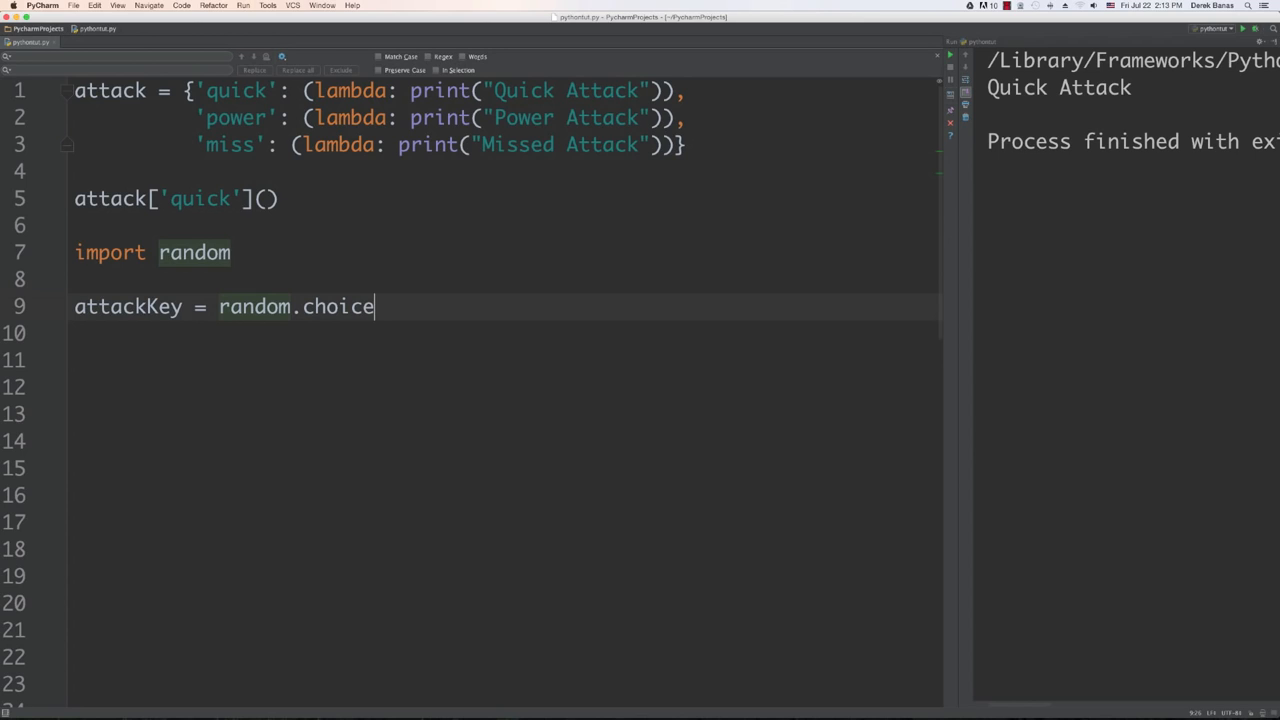 PyCharm File Edit View Navigate Code Refactor Run Tools VCS Window Help 10 Fri Jul 22 2:13 PM Derek Banas
pythontut.py - PycharmProjects - [~/PycharmProjects]
PycharmProjects pythontut.py pythontut
pythontut.py Run pythontut
Match Case Regex Words
Replace Replace all Exclude Preserve Case In Selection
1 attack = {'quick': (lambda: print("Quick Attack")),
2 'power': (lambda: print("Power Attack")),
3 'miss': (lambda: print("Missed Attack"))}
4
5 attack['quick']()
6
7 import random
8
9 attackKey = random.choice
10
11
12
13
14
15
16
17
18
19
20
21
22
23
/Library/Frameworks/Pytho
Quick Attack
Process finished with exi
9:26 LF÷ UTF-8÷